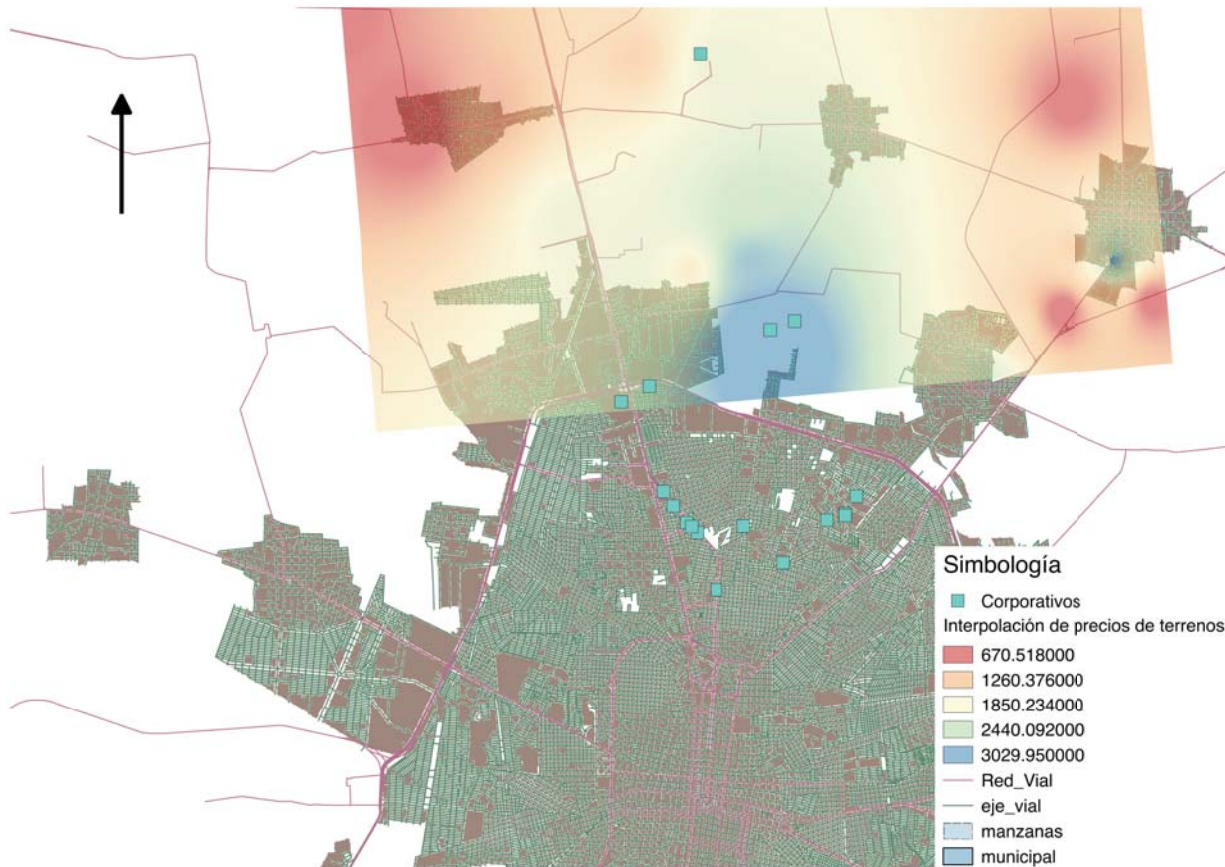 Simbología
Corporativos
Interpolación de precios de terrenos
670.518000
1260.376000
1850.234000
2440.092000
3029.950000
Red_Vial
eje_vial
manzanas
municipal